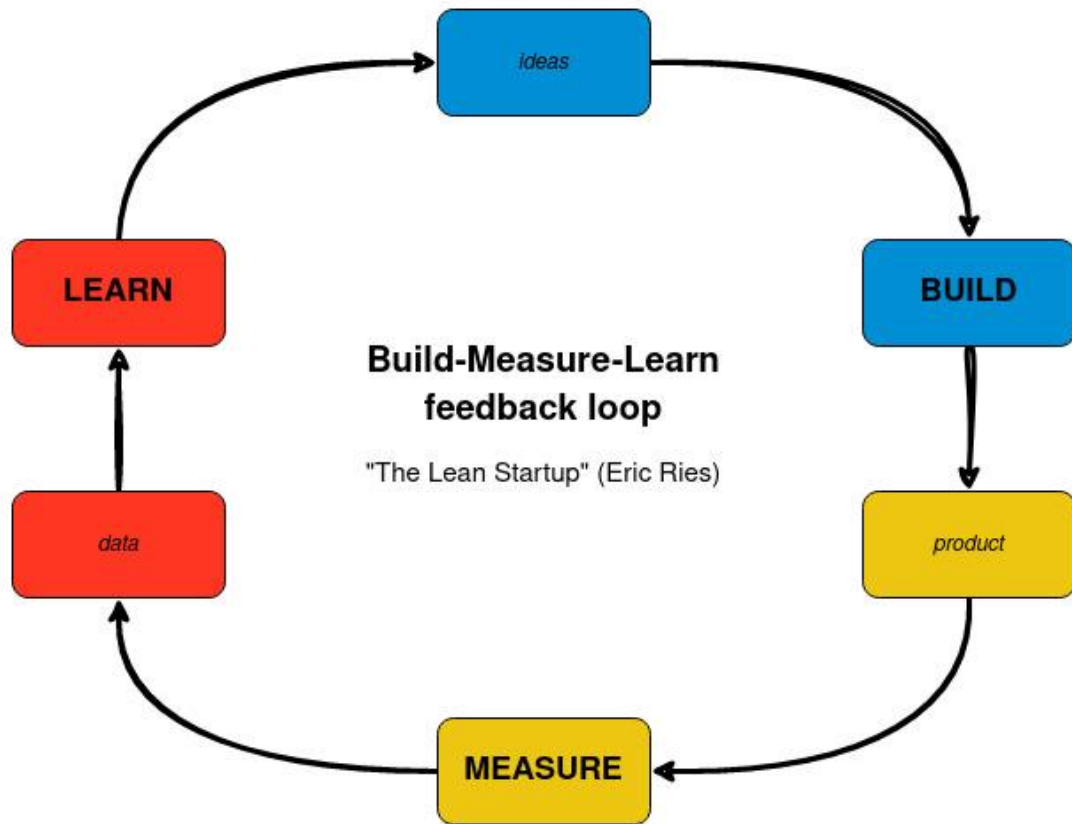 ideas
LEARN
BUILD
Build-Measure-Learn
feedback loop
"The Lean Startup" (Eric Ries)
data
product
MEASURE